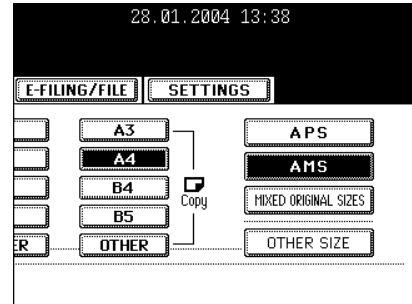 28.01.2004 13:38
E-FILING/FILE SETTINGS
A3 APS
A4 AMS
B4 Copy MIXED ORIGINAL SIZES
B5
ER OTHER OTHER SIZE